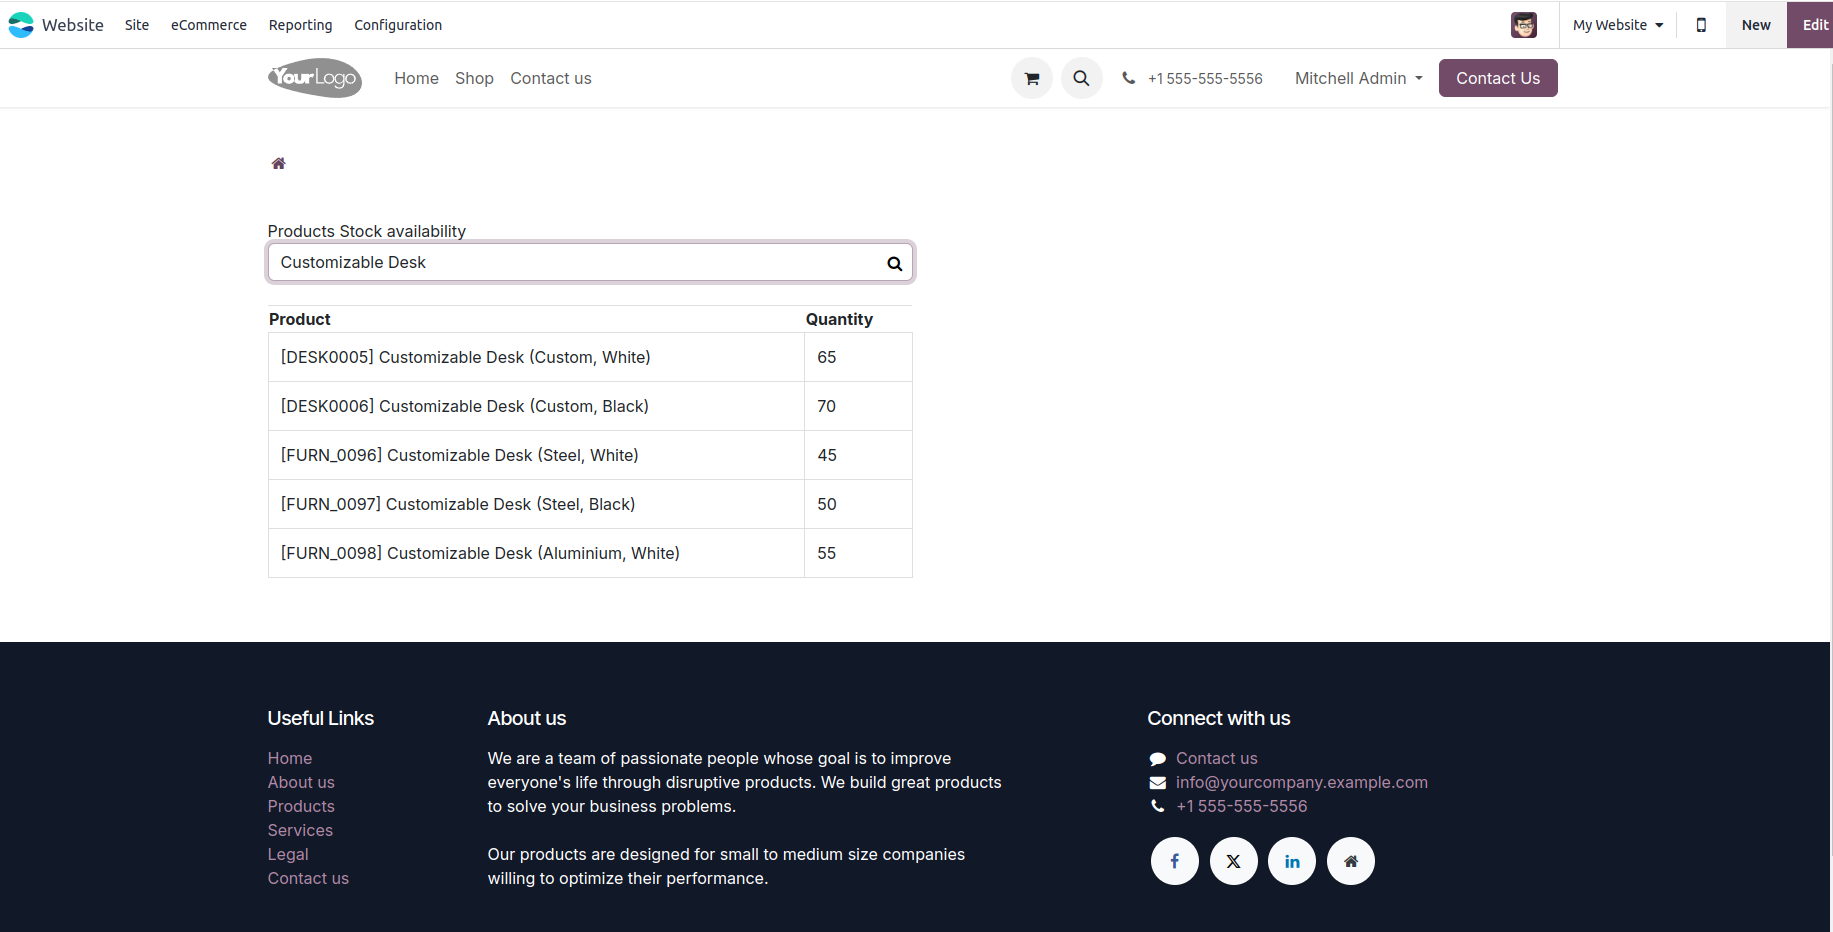 Website Site eCommerce Reporting Configuration My Website New Edit
YourLogo Home Shop Contact us +1 555-555-5556 Mitchell Admin Contact Us
Products Stock availability
Customizable Desk
Product Quantity
[DESK0005] Customizable Desk (Custom, White) 65
[DESK0006] Customizable Desk (Custom, Black) 70
[FURN_0096] Customizable Desk (Steel, White) 45
[FURN_0097] Customizable Desk (Steel, Black) 50
[FURN_0098] Customizable Desk (Aluminium, White) 55
Useful Links
Home
About us
Products
Services
Legal
Contact us
About us
We are a team of passionate people whose goal is to improve
everyone's life through disruptive products. We build great products
to solve your business problems.
Our products are designed for small to medium size companies
willing to optimize their performance.
Connect with us
Contact us
info@yourcompany.example.com
+1 555-555-5556